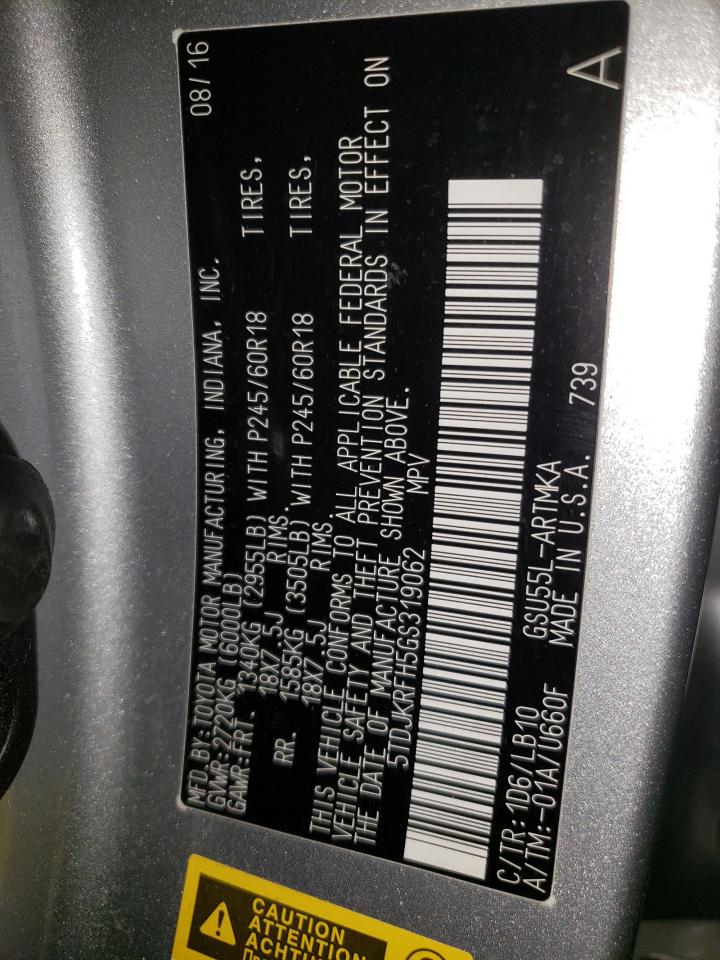 MFD. BY:TOYOTA MOTOR MANUFACTURING, INDIANA, INC. 08/16
GVWR:2720KG (6000LB)
GAWR:FRT. 1340KG (2955LB) WITH P245/60R18 TIRES,
18X7.5J RIMS.
RR. 1585KG (3505LB) WITH P245/60R18 TIRES,
18X7.5J RIMS.
THIS VEHICLE CONFORMS TO ALL APPLICABLE FEDERAL MOTOR
VEHICLE SAFETY AND THEFT PREVENTION STANDARDS IN EFFECT ON
THE DATE OF MANUFACTURE SHOWN ABOVE.
5TDJKRFH5GS319062 MPV
C/TR:1D6/LB10 GSU55L-ARTMKA A
A/TM:-01A/U660F MADE IN U.S.A. 739
CAUTION
ATTENTION
ACHTUNG